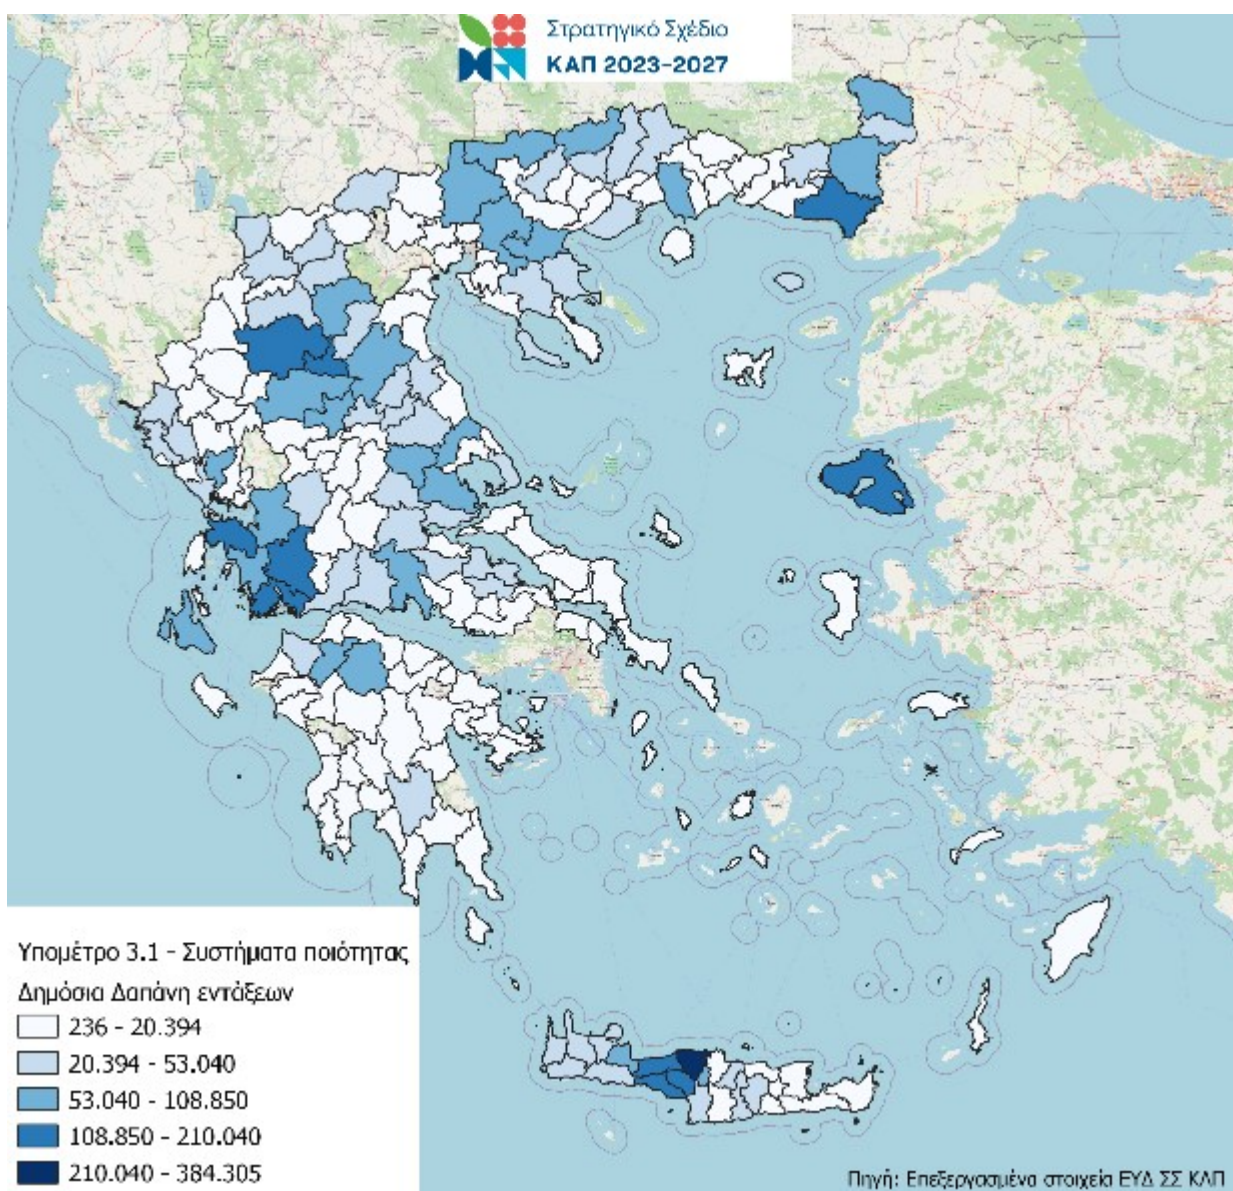 Στρατηγικό Σχέδιο
ΚΑΠ 2023–2027
Υπομέτρο 3.1 - Συστήματα ποιότητας
Δημόσια Δαπάνη εντάξεων
236 - 20.394
20.394 - 53.040
53.040 - 108.850
108.850 - 210.040
210.040 - 384.305
Πηγή: Επεξεργασμένα στοιχεία ΕΥΔ ΣΣ ΚΑΠ